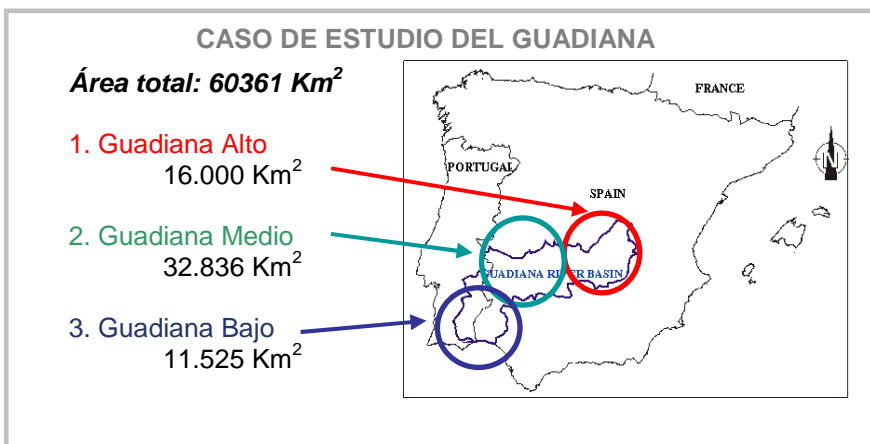 CASO DE ESTUDIO DEL GUADIANA
Área total: 60361 Km²
1. Guadiana Alto
16.000 Km²
2. Guadiana Medio
32.836 Km²
3. Guadiana Bajo
11.525 Km²
FRANCE
PORTUGAL
SPAIN
GUADIANA RIVER BASIN
N